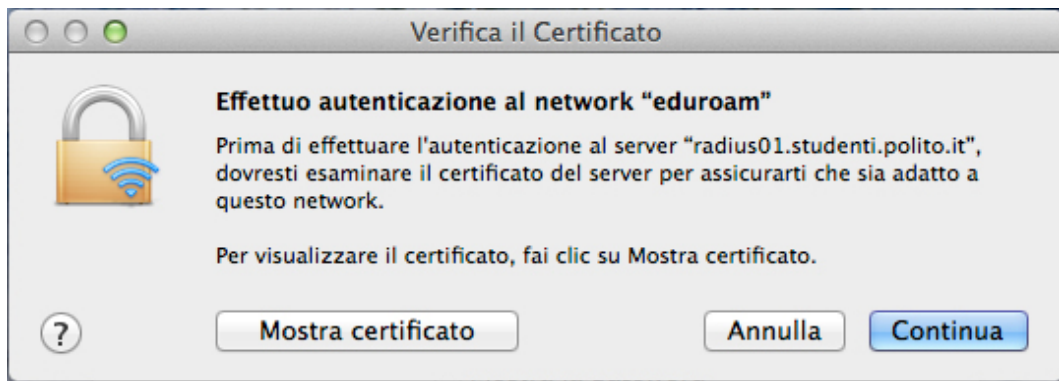 Verifica il Certificato
Effettuo autenticazione al network “eduroam”
Prima di effettuare l'autenticazione al server “radius01.studenti.polito.it”,
dovresti esaminare il certificato del server per assicurarti che sia adatto a
questo network.
Per visualizzare il certificato, fai clic su Mostra certificato.
? Mostra certificato Annulla Continua